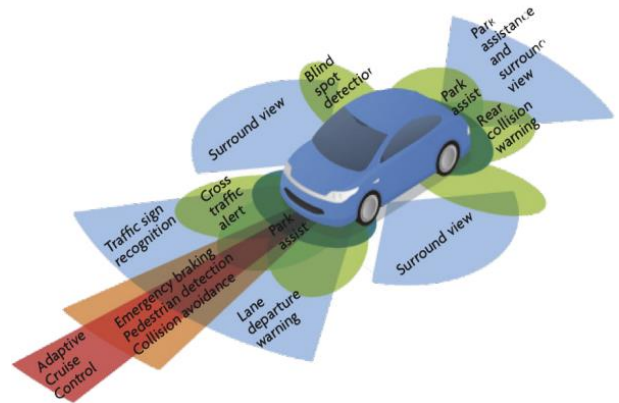 Park
assistance
and
surround
view
Blind
spot
detection
Park
assist
Rear
collision
warning
Surround view
Cross
traffic
alert
Park
assist
Traffic sign
recognition
Surround view
Emergency braking
Pedestrian detection
Collision avoidance
Lane
departure
warning
Adaptive
Cruise
Control